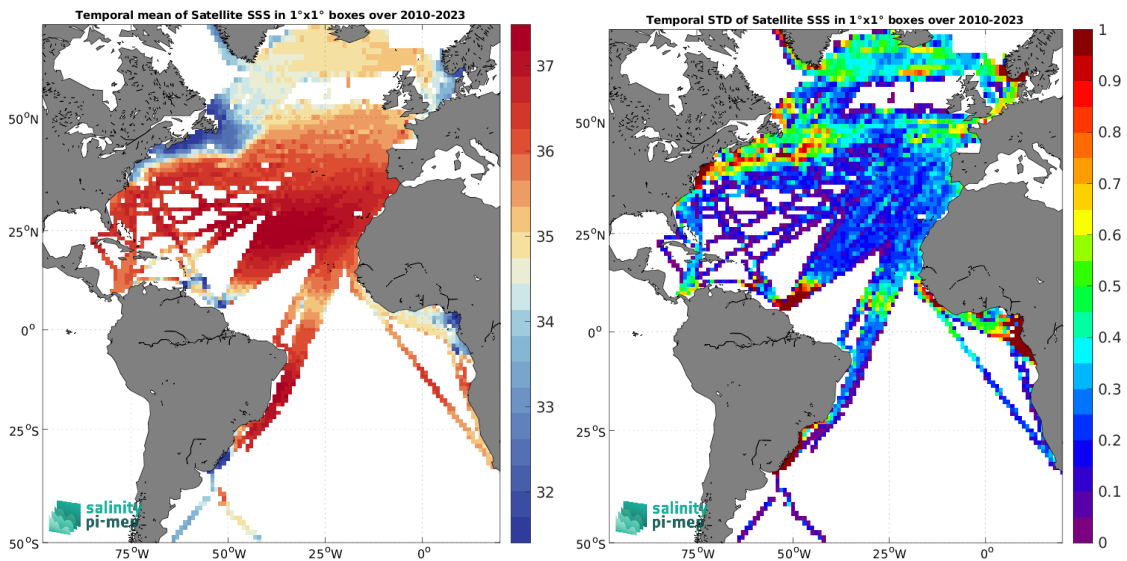 Temporal mean of Satellite SSS in 1°x1° boxes over 2010-2023
50°N
25°N
0°
25°S
50°S
75°W
50°W
25°W
0°
37
36
35
34
33
32
salinity
pi-mep
Temporal STD of Satellite SSS in 1°x1° boxes over 2010-2023
50°N
25°N
0°
25°S
50°S
75°W
50°W
25°W
0°
1
0.9
0.8
0.7
0.6
0.5
0.4
0.3
0.2
0.1
0
salinity
pi-mep